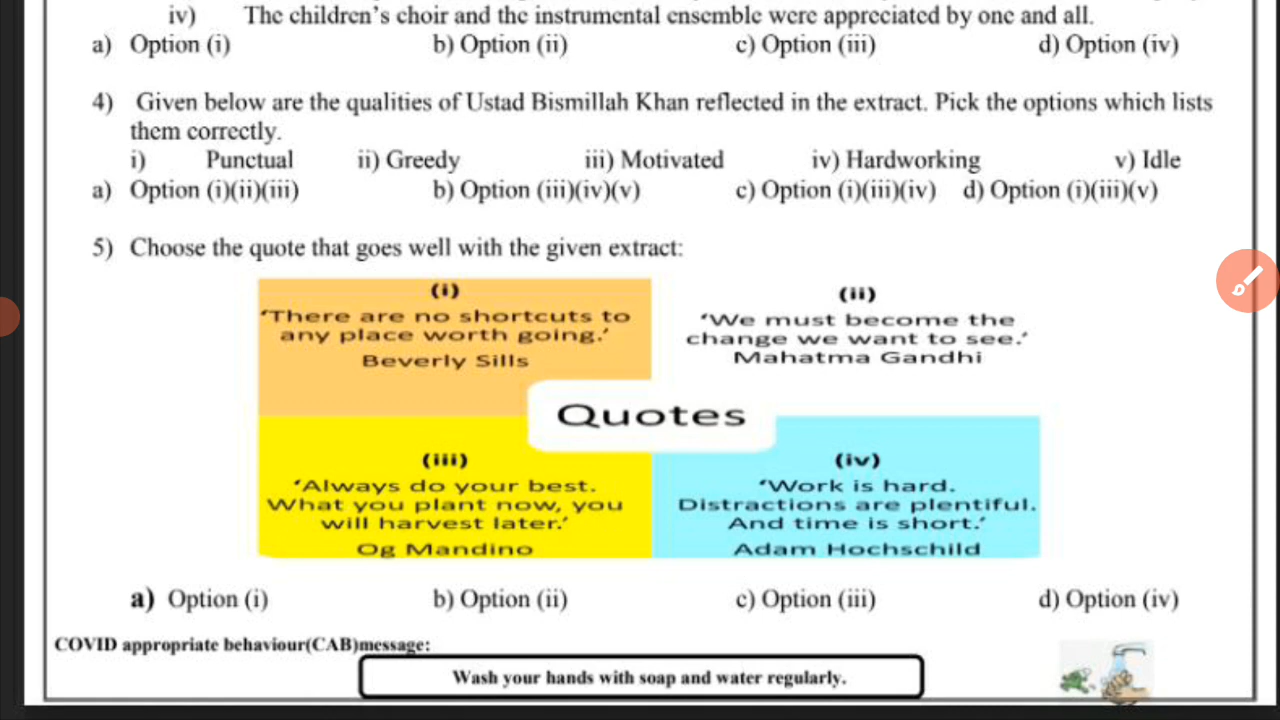 iv) The children's choir and the instrumental ensemble were appreciated by one and all.
a) Option (i) b) Option (ii) c) Option (iii) d) Option (iv)
4) Given below are the qualities of Ustad Bismillah Khan reflected in the extract. Pick the options which lists
them correctly.
i) Punctual ii) Greedy iii) Motivated iv) Hardworking v) Idle
a) Option (i)(ii)(iii) b) Option (iii)(iv)(v) c) Option (i)(iii)(iv) d) Option (i)(iii)(v)
5) Choose the quote that goes well with the given extract:
(i)
'There are no shortcuts to
any place worth going.'
Beverly Sills
(ii)
'We must become the
change we want to see.'
Mahatma Gandhi
Quotes
(iii)
'Always do your best.
What you plant now, you
will harvest later.'
Og Mandino
(iv)
'Work is hard.
Distractions are plentiful.
And time is short.'
Adam Hochschild
a) Option (i) b) Option (ii) c) Option (iii) d) Option (iv)
COVID appropriate behaviour(CAB)message:
Wash your hands with soap and water regularly.